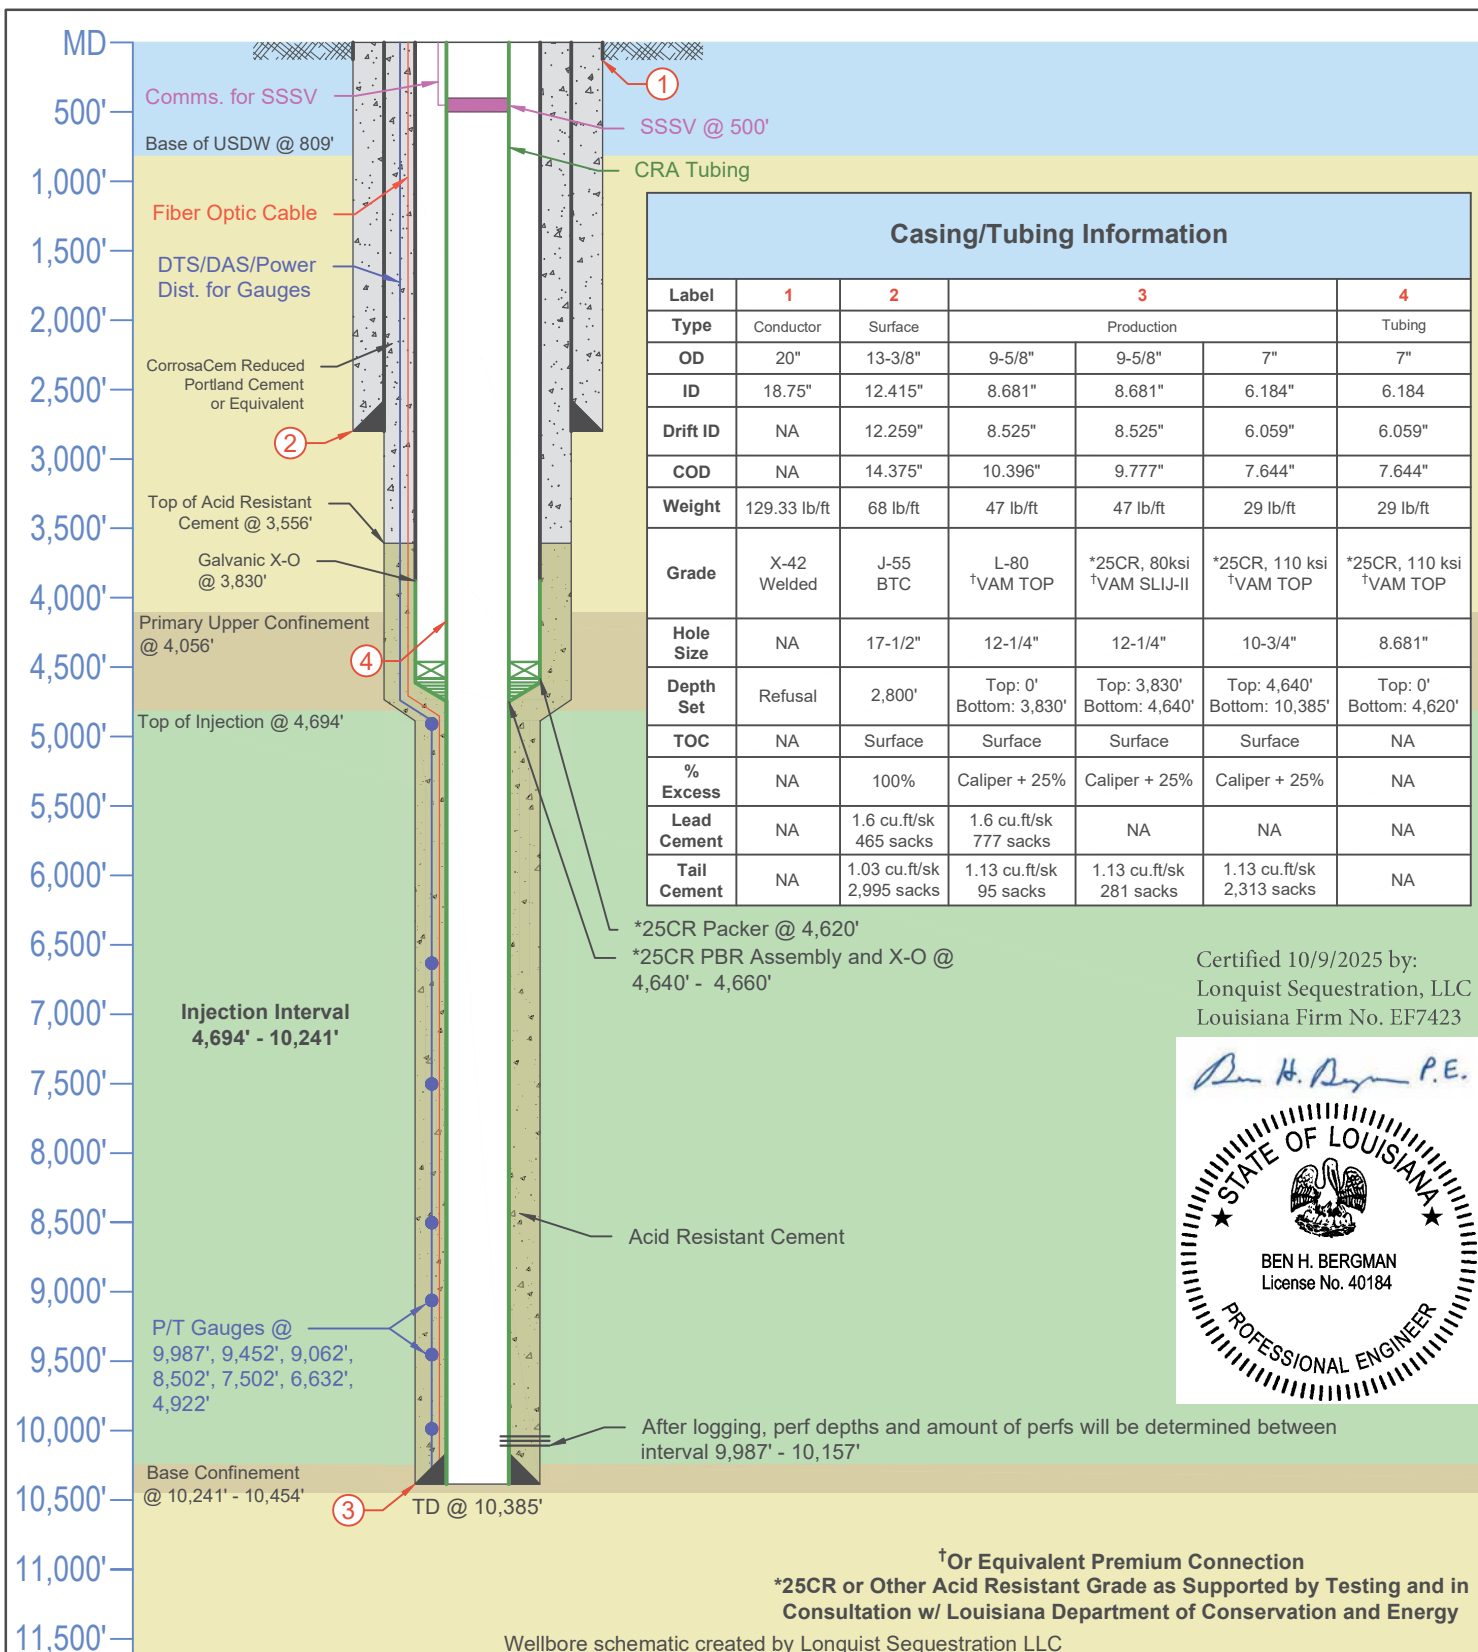 MD
500'
1,000'
1,500'
2,000'
2,500'
3,000'
3,500'
4,000'
4,500'
5,000'
5,500'
6,000'
6,500'
7,000'
7,500'
8,000'
8,500'
9,000'
9,500'
10,000'
10,500'
11,000'
11,500'
Comms. for SSSV
Base of USDW @ 809'
Fiber Optic Cable
DTS/DAS/Power
Dist. for Gauges
CorrosaCem Reduced
Portland Cement
or Equivalent
2
Top of Acid Resistant
Cement @ 3,556'
Galvanic X-O
@ 3,830'
Primary Upper Confinement
@ 4,056'
4
Top of Injection @ 4,694'
Injection Interval
4,694' - 10,241'
P/T Gauges @
9,987', 9,452', 9,062',
8,502', 7,502', 6,632',
4,922'
Base Confinement
@ 10,241' - 10,454'
3
TD @ 10,385'
1
SSSV @ 500'
CRA Tubing
Casing/Tubing Information
Label 1 2 3 4
Type Conductor Surface Production Tubing
OD 20" 13-3/8" 9-5/8" 9-5/8" 7" 7"
ID 18.75" 12.415" 8.681" 8.681" 6.184" 6.184
Drift ID NA 12.259" 8.525" 8.525" 6.059" 6.059"
COD NA 14.375" 10.396" 9.777" 7.644" 7.644"
Weight 129.33 lb/ft 68 lb/ft 47 lb/ft 47 lb/ft 29 lb/ft 29 lb/ft
Grade X-42 J-55 L-80 *25CR, 80ksi *25CR, 110 ksi *25CR, 110 ksi
Welded BTC †VAM TOP †VAM SLIJ-II †VAM TOP †VAM TOP
Hole
Size NA 17-1/2" 12-1/4" 12-1/4" 10-3/4" 8.681"
Depth Top: 0' Top: 3,830' Top: 4,640' Top: 0'
Set Refusal 2,800' Bottom: 3,830' Bottom: 4,640' Bottom: 10,385' Bottom: 4,620'
TOC NA Surface Surface Surface Surface NA
%
Excess NA 100% Caliper + 25% Caliper + 25% Caliper + 25% NA
Lead 1.6 cu.ft/sk 1.6 cu.ft/sk
Cement NA 465 sacks 777 sacks NA NA NA
Tail 1.03 cu.ft/sk 1.13 cu.ft/sk 1.13 cu.ft/sk 1.13 cu.ft/sk
Cement NA 2,995 sacks 95 sacks 281 sacks 2,313 sacks NA
*25CR Packer @ 4,620'
*25CR PBR Assembly and X-O @
4,640' - 4,660'
Certified 10/9/2025 by:
Lonquist Sequestration, LLC
Louisiana Firm No. EF7423
Ben H. Bergman P.E.
STATE OF LOUISIANA
BEN H. BERGMAN
License No. 40184
PROFESSIONAL ENGINEER
Acid Resistant Cement
After logging, perf depths and amount of perfs will be determined between
interval 9,987' - 10,157'
†Or Equivalent Premium Connection
*25CR or Other Acid Resistant Grade as Supported by Testing and in
Consultation w/ Louisiana Department of Conservation and Energy
Wellbore schematic created by Lonquist Sequestration LLC